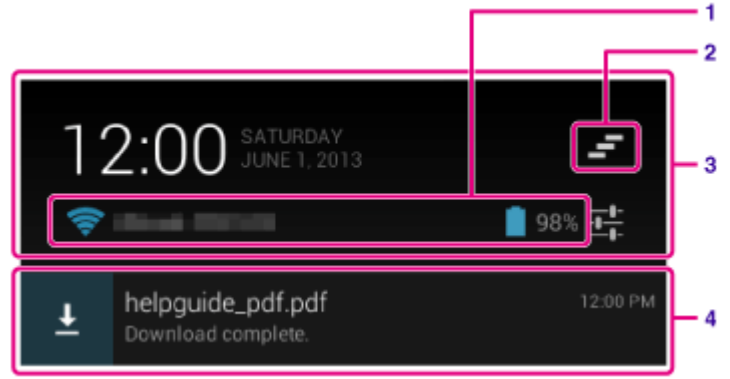 1
2
12:00 SATURDAY
JUNE 1, 2013
3
98%
helpguide_pdf.pdf 12:00 PM
Download complete.
4